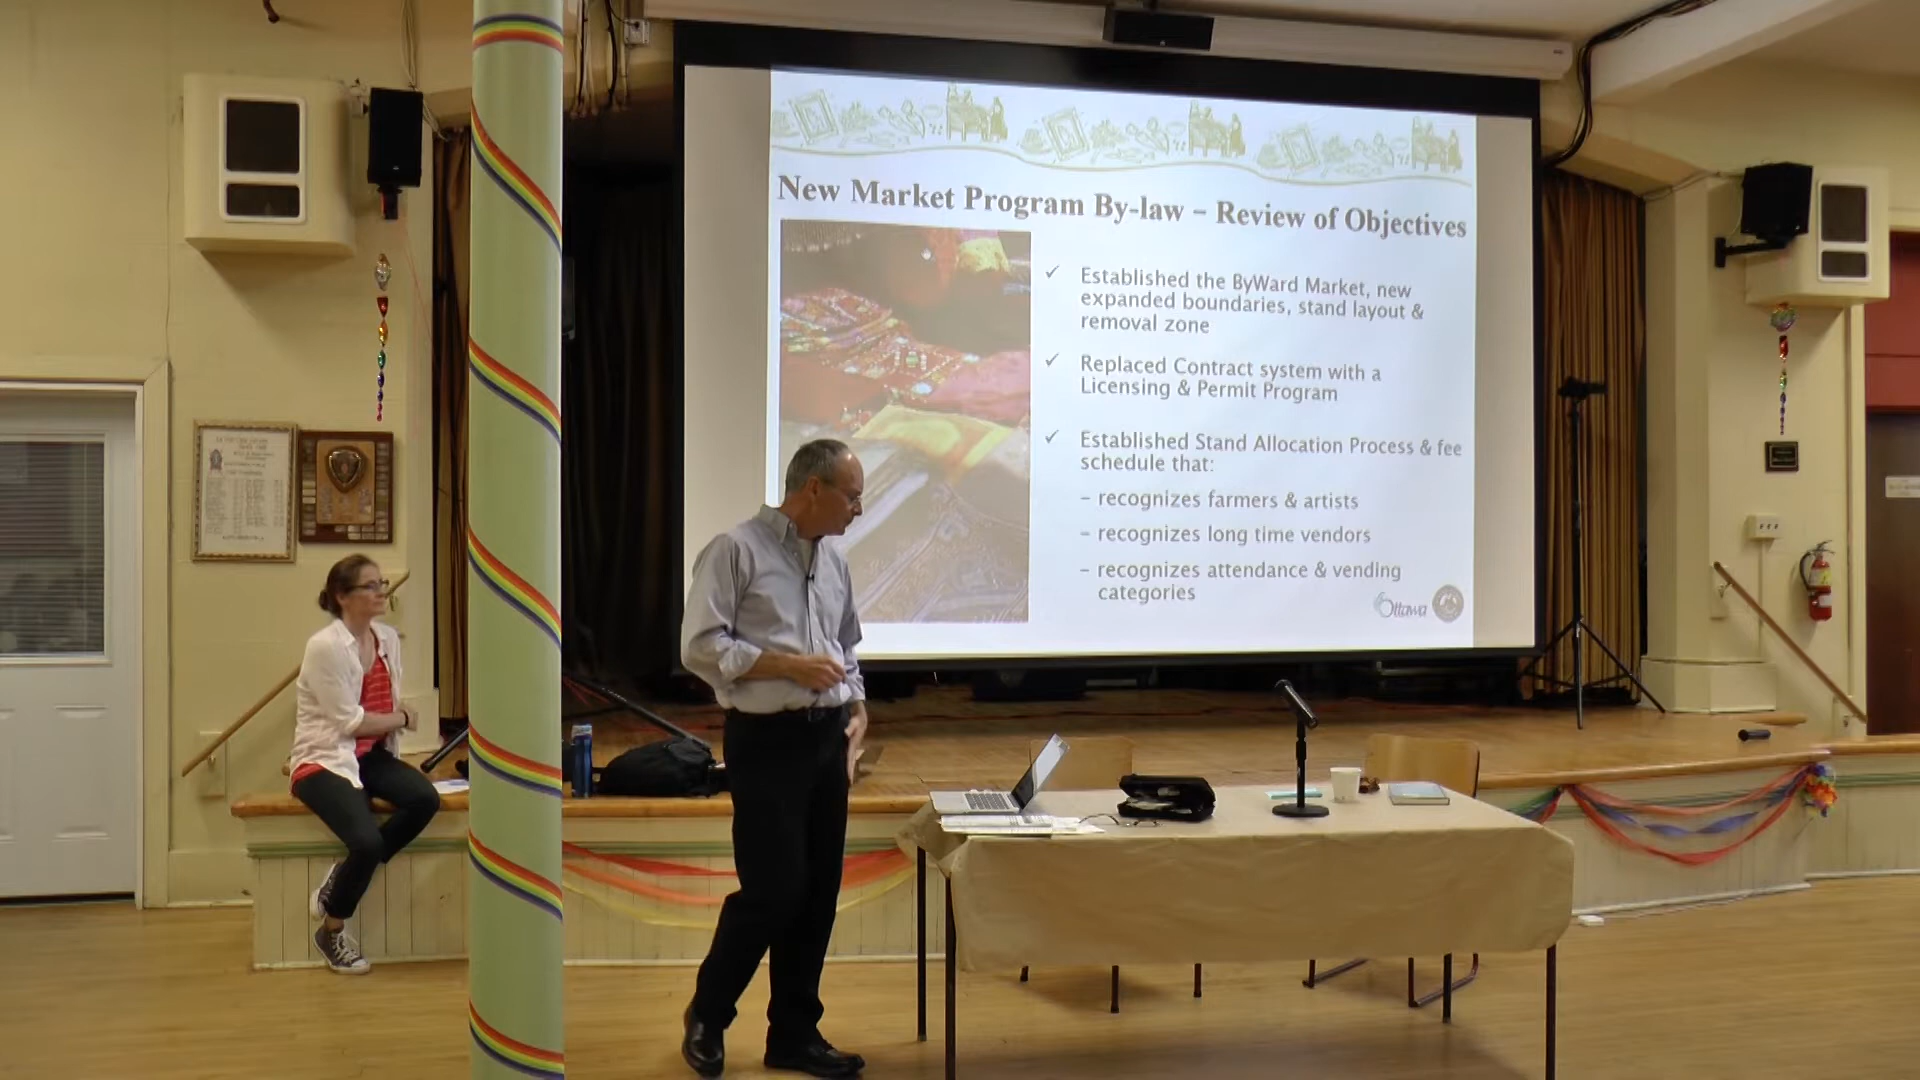 New Market Program By-law – Review of Objectives
✓ Established the ByWard Market, new
expanded boundaries, stand layout &
removal zone
✓ Replaced Contract system with a
Licensing & Permit Program
✓ Established Stand Allocation Process & fee
schedule that:
– recognizes farmers & artists
– recognizes long time vendors
– recognizes attendance & vending
categories
Ottawa